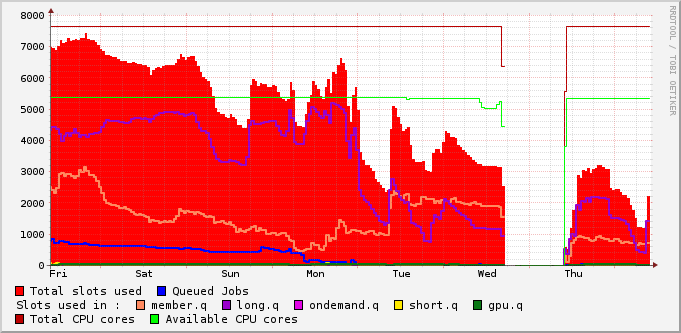 8000
7000
6000
5000
4000
3000
2000
1000
0
Fri Sat Sun Mon Tue Wed Thu
Total slots used Queued Jobs
Slots used in : member.q long.q ondemand.q short.q gpu.q
Total CPU cores Available CPU cores
RRDTOOL / TOBI OETIKER